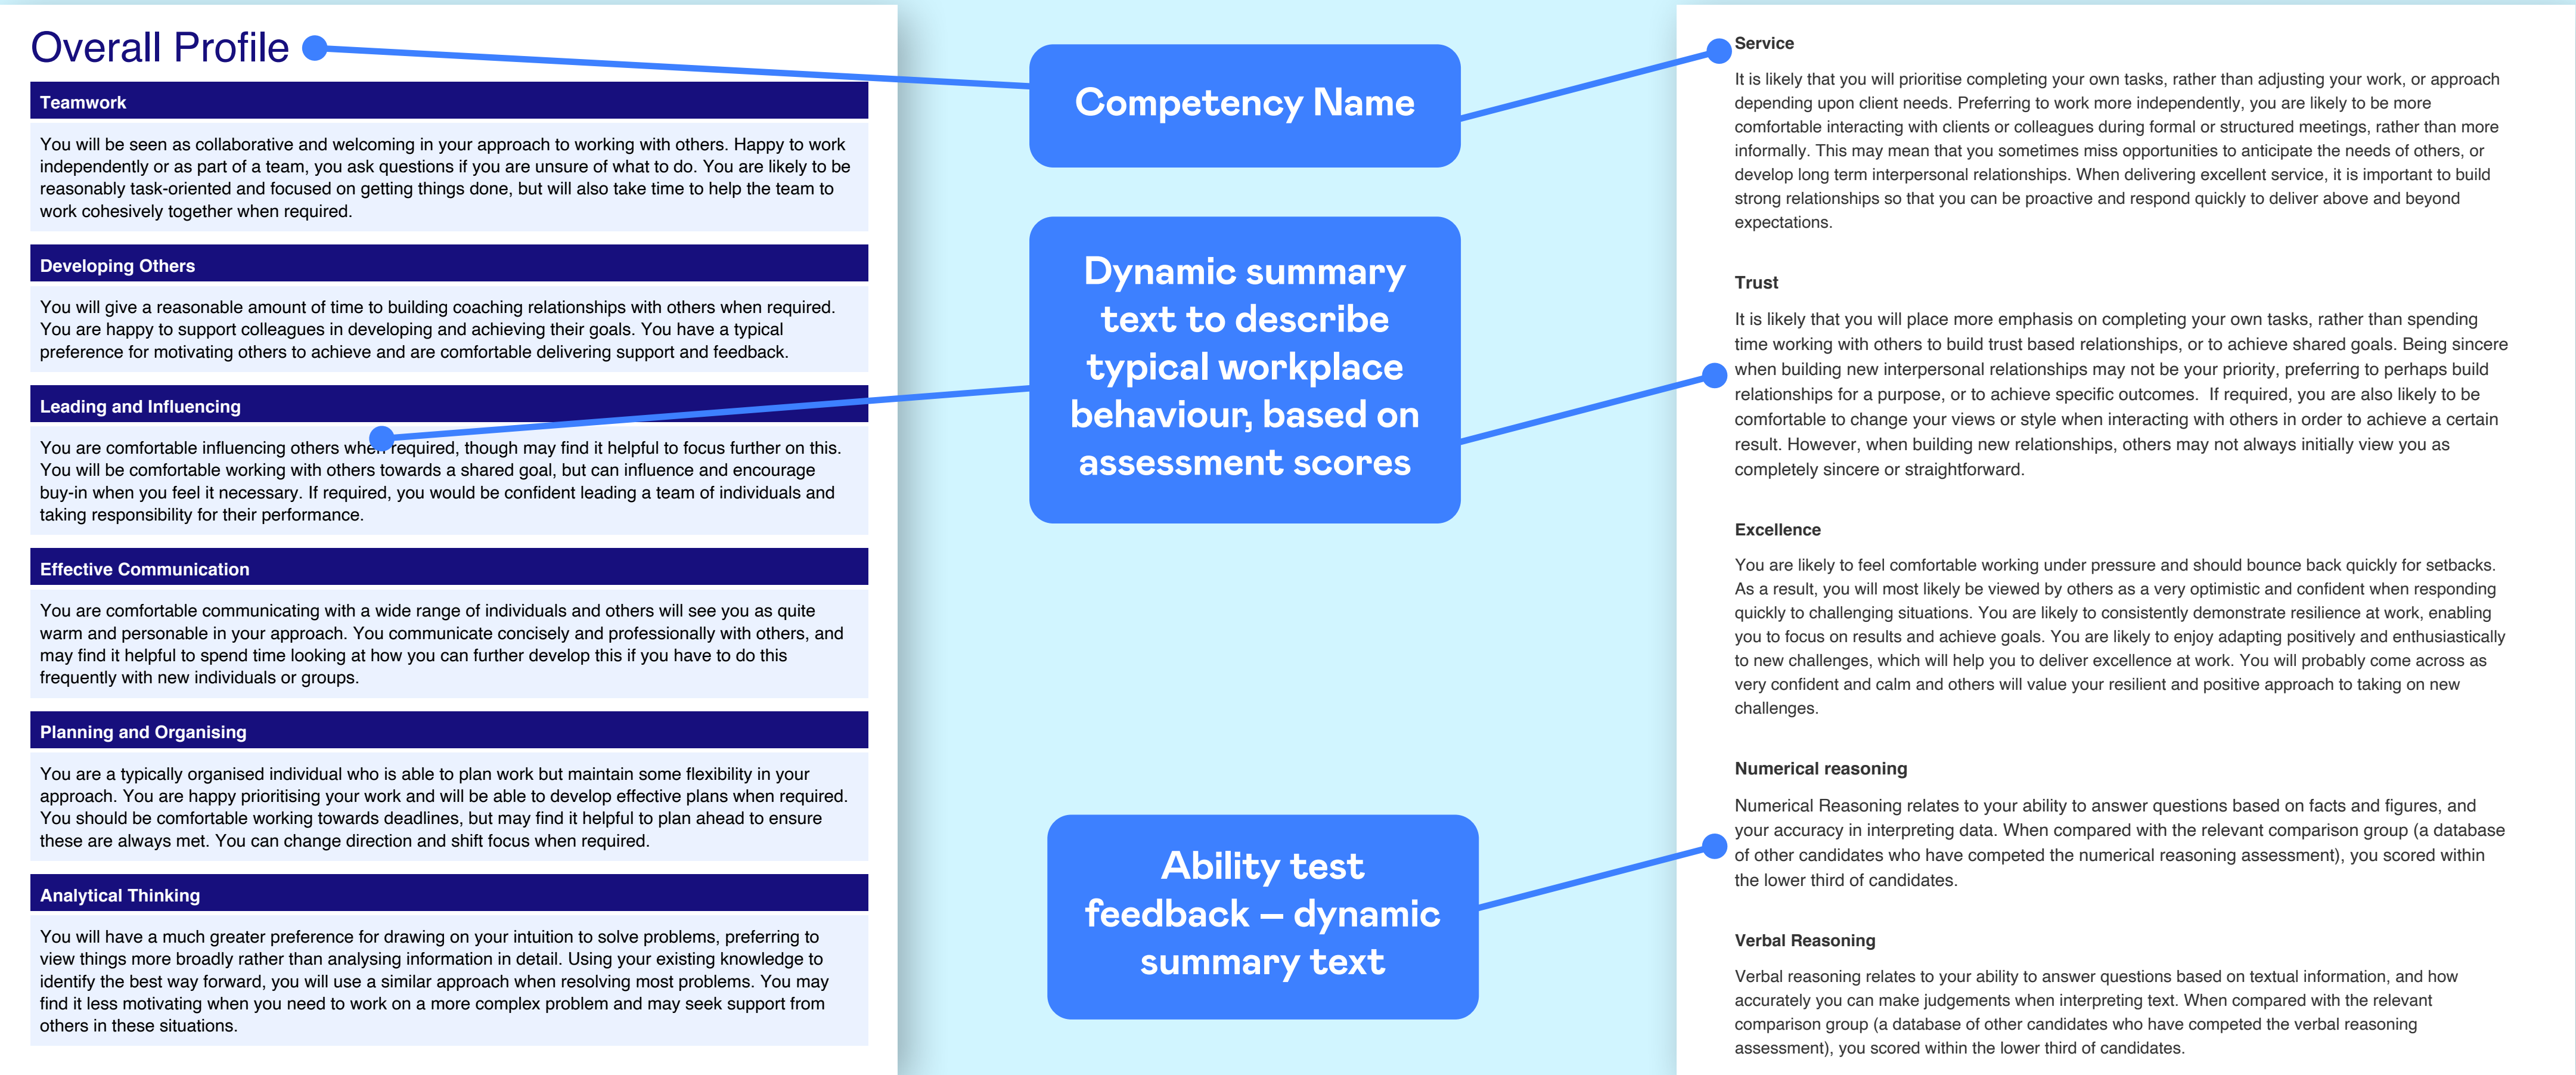 Overall Profile
Teamwork
You will be seen as collaborative and welcoming in your approach to working with others. Happy to work
independently or as part of a team, you ask questions if you are unsure of what to do. You are likely to be
reasonably task-oriented and focused on getting things done, but will also take time to help the team to
work cohesively together when required.
Developing Others
You will give a reasonable amount of time to building coaching relationships with others when required.
You are happy to support colleagues in developing and achieving their goals. You have a typical
preference for motivating others to achieve and are comfortable delivering support and feedback.
Leading and Influencing
You are comfortable influencing others when required, though may find it helpful to focus further on this.
You will be comfortable working with others towards a shared goal, but can influence and encourage
buy-in when you feel it necessary. If required, you would be confident leading a team of individuals and
taking responsibility for their performance.
Effective Communication
You are comfortable communicating with a wide range of individuals and others will see you as quite
warm and personable in your approach. You communicate concisely and professionally with others, and
may find it helpful to spend time looking at how you can further develop this if you have to do this
frequently with new individuals or groups.
Planning and Organising
You are a typically organised individual who is able to plan work but maintain some flexibility in your
approach. You are happy prioritising your work and will be able to develop effective plans when required.
You should be comfortable working towards deadlines, but may find it helpful to plan ahead to ensure
these are always met. You can change direction and shift focus when required.
Analytical Thinking
You will have a much greater preference for drawing on your intuition to solve problems, preferring to
view things more broadly rather than analysing information in detail. Using your existing knowledge to
identify the best way forward, you will use a similar approach when resolving most problems. You may
find it less motivating when you need to work on a more complex problem and may seek support from
others in these situations.
Competency Name
Dynamic summary
text to describe
typical workplace
behaviour, based on
assessment scores
Ability test
feedback – dynamic
summary text
Service
It is likely that you will prioritise completing your own tasks, rather than adjusting your work, or approach
depending upon client needs. Preferring to work more independently, you are likely to be more
comfortable interacting with clients or colleagues during formal or structured meetings, rather than more
informally. This may mean that you sometimes miss opportunities to anticipate the needs of others, or
develop long term interpersonal relationships. When delivering excellent service, it is important to build
strong relationships so that you can be proactive and respond quickly to deliver above and beyond
expectations.
Trust
It is likely that you will place more emphasis on completing your own tasks, rather than spending
time working with others to build trust based relationships, or to achieve shared goals. Being sincere
when building new interpersonal relationships may not be your priority, preferring to perhaps build
relationships for a purpose, or to achieve specific outcomes.  If required, you are also likely to be
comfortable to change your views or style when interacting with others in order to achieve a certain
result. However, when building new relationships, others may not always initially view you as
completely sincere or straightforward.
Excellence
You are likely to feel comfortable working under pressure and should bounce back quickly for setbacks.
As a result, you will most likely be viewed by others as a very optimistic and confident when responding
quickly to challenging situations. You are likely to consistently demonstrate resilience at work, enabling
you to focus on results and achieve goals. You are likely to enjoy adapting positively and enthusiastically
to new challenges, which will help you to deliver excellence at work. You will probably come across as
very confident and calm and others will value your resilient and positive approach to taking on new
challenges.
Numerical reasoning
Numerical Reasoning relates to your ability to answer questions based on facts and figures, and
your accuracy in interpreting data. When compared with the relevant comparison group (a database
of other candidates who have competed the numerical reasoning assessment), you scored within
the lower third of candidates.
Verbal Reasoning
Verbal reasoning relates to your ability to answer questions based on textual information, and how
accurately you can make judgements when interpreting text. When compared with the relevant
comparison group (a database of other candidates who have competed the verbal reasoning
assessment), you scored within the lower third of candidates.